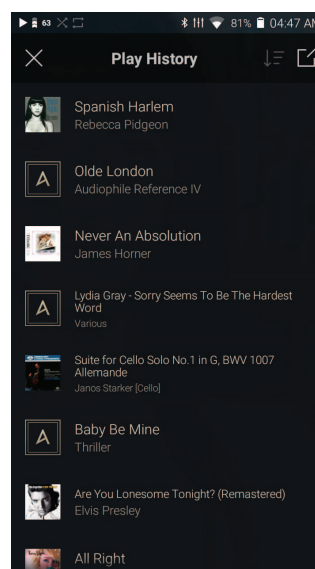 63 81% 04:47 AM
Play History
Spanish Harlem
Rebecca Pidgeon
Olde London
Audiophile Reference IV
Never An Absolution
James Horner
Lydia Gray - Sorry Seems To Be The Hardest
Word
Various
Suite for Cello Solo No.1 in G, BWV 1007
Allemande
Janos Starker [Cello]
Baby Be Mine
Thriller
Are You Lonesome Tonight? (Remastered)
Elvis Presley
All Right